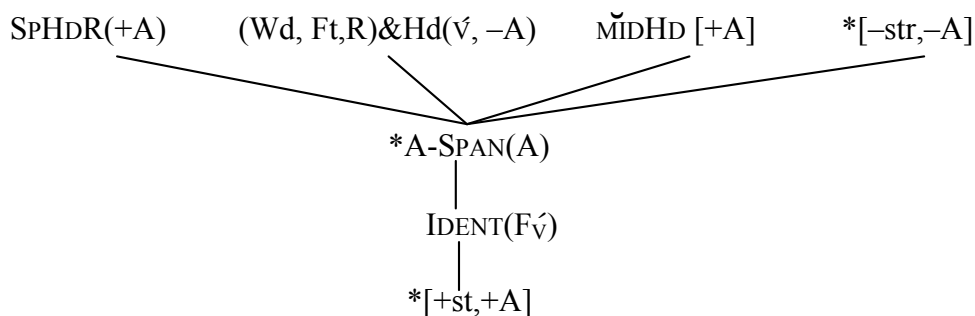 SPHDR(+A) (Wd, Ft,R)&Hd(v́, –A) M̆IDHD [+A] *[–str,–A]
*A-SPAN(A)
IDENT(Fv́)
*[+st,+A]